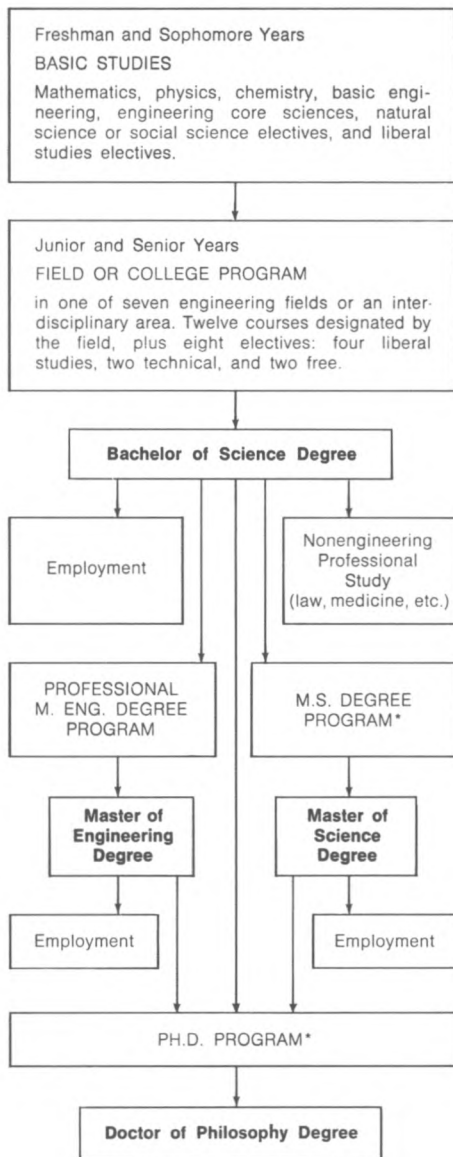 Freshman and Sophomore Years
BASIC STUDIES
Mathematics, physics, chemistry, basic engi-
neering, engineering core sciences, natural
science or social science electives, and liberal
studies electives.
Junior and Senior Years
FIELD OR COLLEGE PROGRAM
in one of seven engineering fields or an inter-
disciplinary area. Twelve courses designated by
the field, plus eight electives: four liberal
studies, two technical, and two free.
Bachelor of Science Degree
Employment
Nonengineering
Professional
Study
(law, medicine, etc.)
PROFESSIONAL
M. ENG. DEGREE
PROGRAM
M.S. DEGREE
PROGRAM*
Master of
Engineering
Degree
Master of
Science
Degree
Employment
Employment
PH.D. PROGRAM*
Doctor of Philosophy Degree